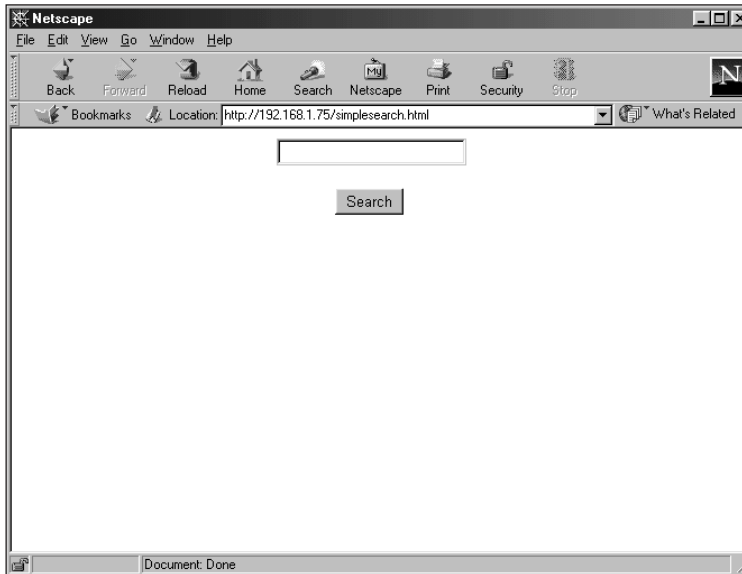 Netscape
File Edit View Go Window Help
My N
Back Forward Reload Home Search Netscape Print Security Stop
Bookmarks Location: http://192.168.1.75/simplesearch.html What's Related
Search
Document: Done